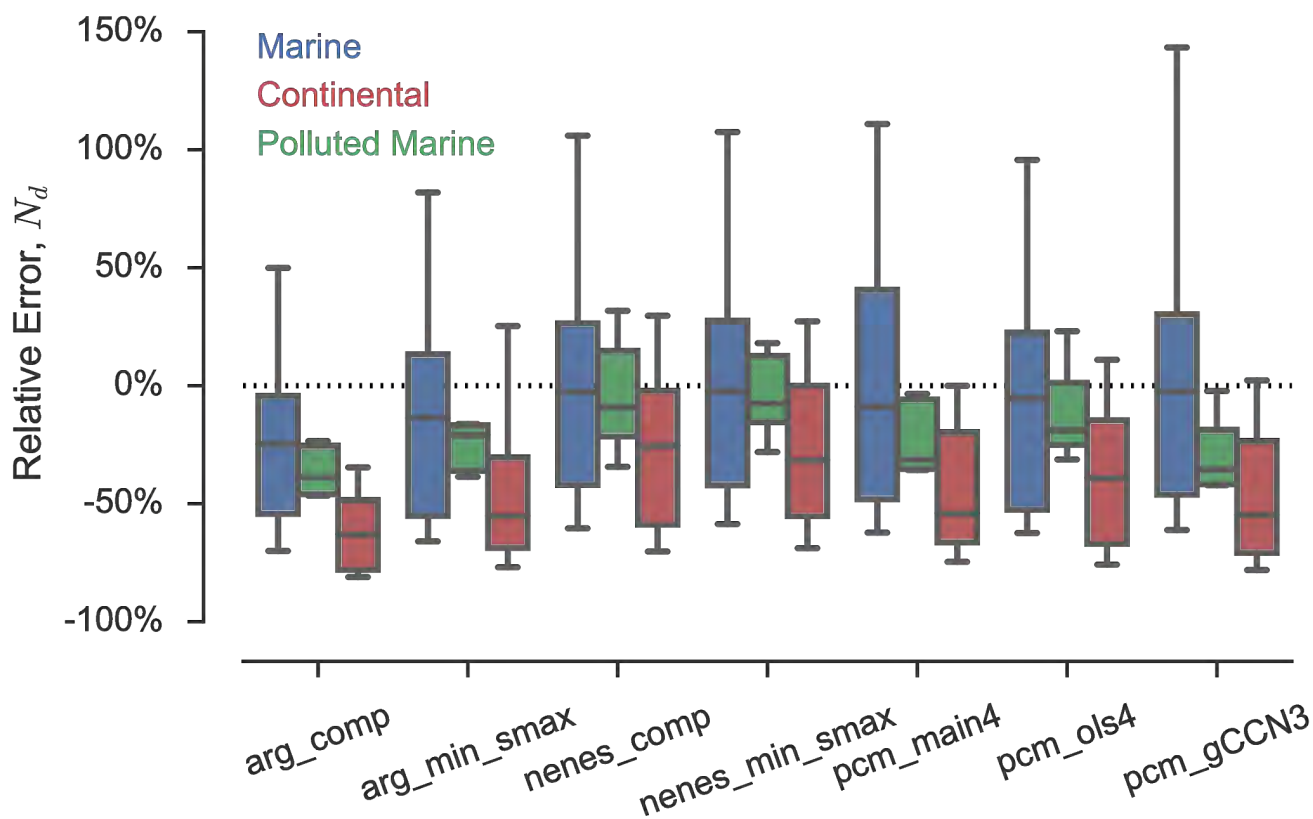 150%
100%
50%
0%
-50%
-100%
Relative Error, N_d
Marine
Continental
Polluted Marine
arg_comp
arg_min_smax
nenes_comp
nenes_min_smax
pcm_main4
pcm_ols4
pcm_gCCN3